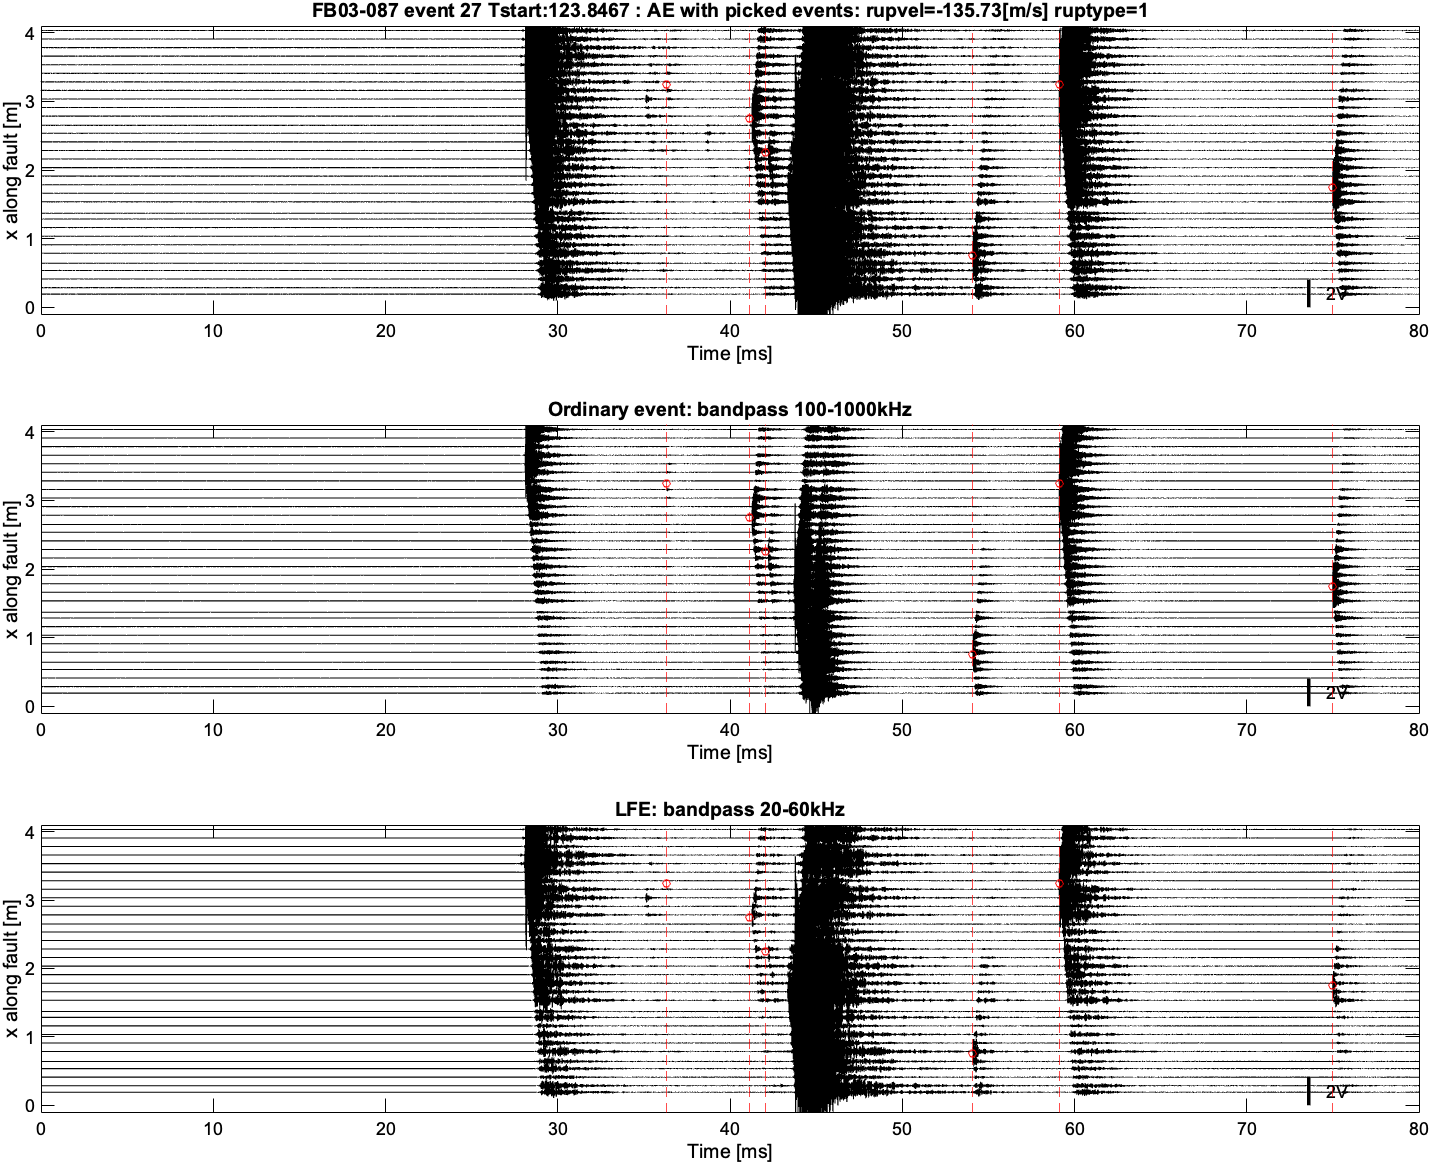 FB03-087 event 27 Tstart:123.8467 : AE with picked events: rupvel=-135.73[m/s] ruptype=1
4
3
2
1
0
x along fault [m]
2V
0 10 20 30 40 50 60 70 80
Time [ms]
Ordinary event: bandpass 100-1000kHz
4
3
2
1
0
x along fault [m]
2V
0 10 20 30 40 50 60 70 80
Time [ms]
LFE: bandpass 20-60kHz
4
3
2
1
0
x along fault [m]
2V
0 10 20 30 40 50 60 70 80
Time [ms]